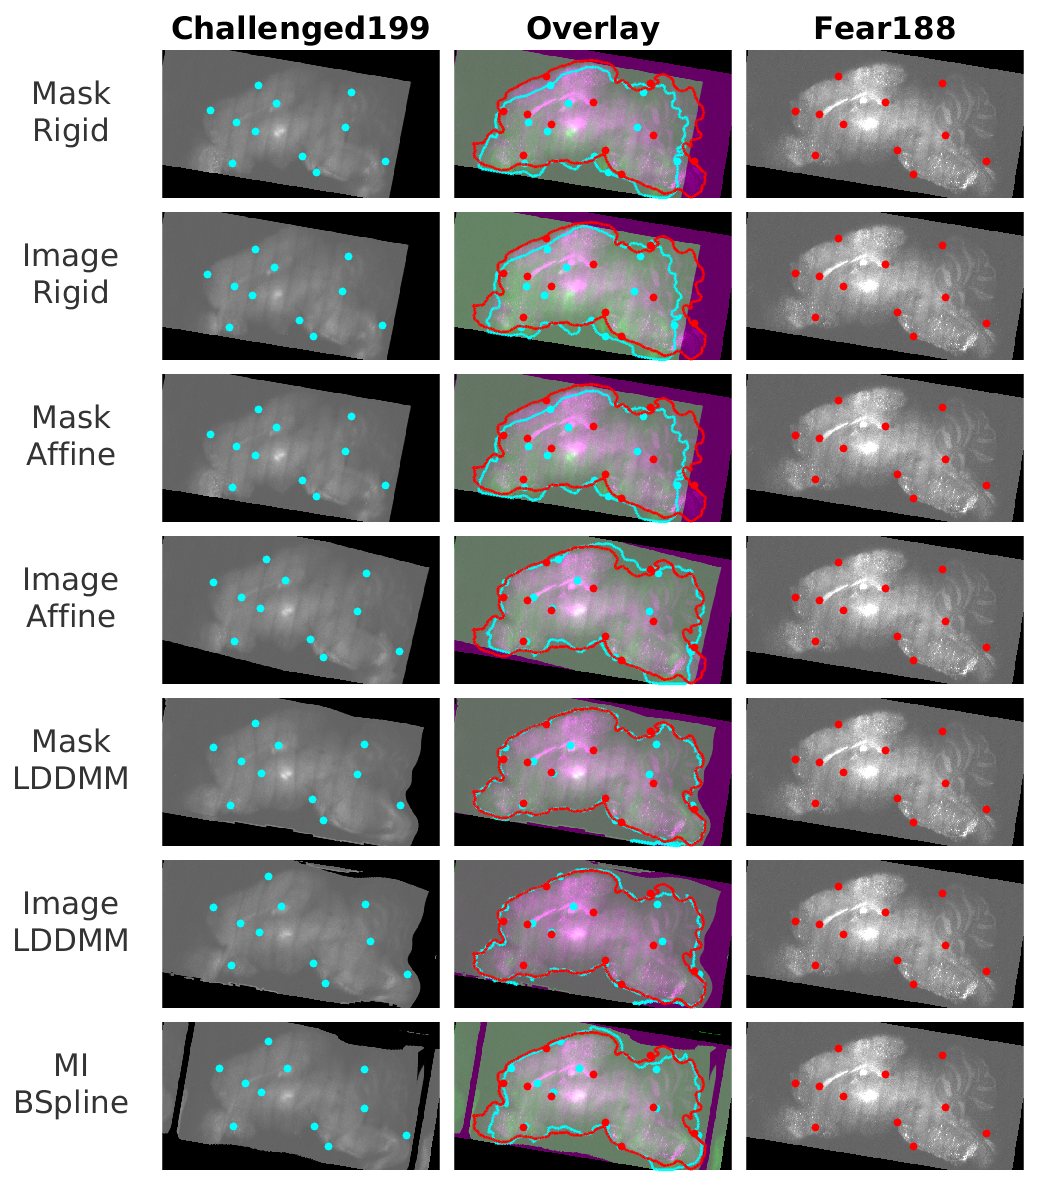 Challenged199 Overlay Fear188
Mask
Rigid
Image
Rigid
Mask
Affine
Image
Affine
Mask
LDDMM
Image
LDDMM
MI
BSpline